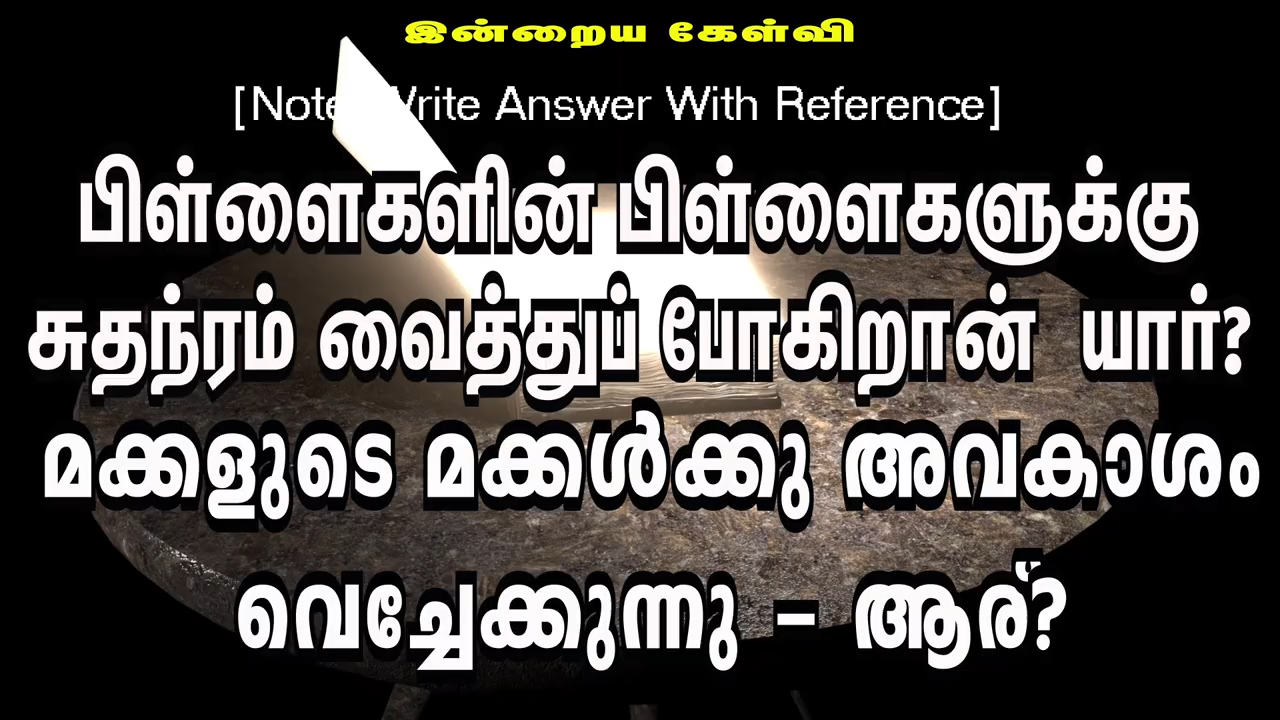 இன்றைய கேள்வி
[Note: Write Answer With Reference]
பிள்ளைகளின் பிள்ளைகளுக்கு
சுதந்ரம் வைத்துப் போகிறான் யார்?
മക്കളുടെ മക്കൾക്കു അവകാശം
വെച്ചേക്കുന്നു - ആര്?